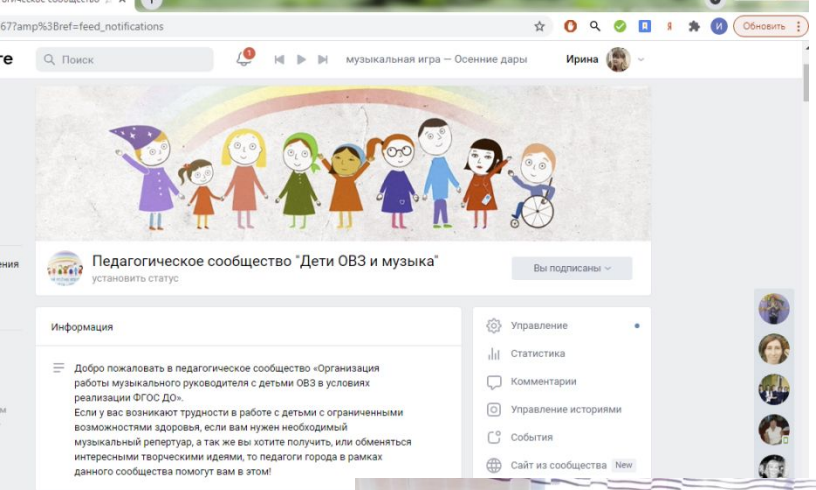 67?amp%3Bref=feed_notifications
Обновить
Поиск
музыкальная игра — Осенние дары
Ирина
Педагогическое сообщество "Дети ОВЗ и музыка"
установить статус
Вы подписаны
Информация
Добро пожаловать в педагогическое сообщество «Организация
работы музыкального руководителя с детьми ОВЗ в условиях
реализации ФГОС ДО».
Если у вас возникают трудности в работе с детьми с ограниченными
возможностями здоровья, если вам нужен необходимый
музыкальный репертуар, а так же вы хотите получить, или обменяться
интересными творческими идеями, то педагоги города в рамках
данного сообщества помогут вам в этом!
Управление
Статистика
Комментарии
Управление историями
События
Сайт из сообщества New